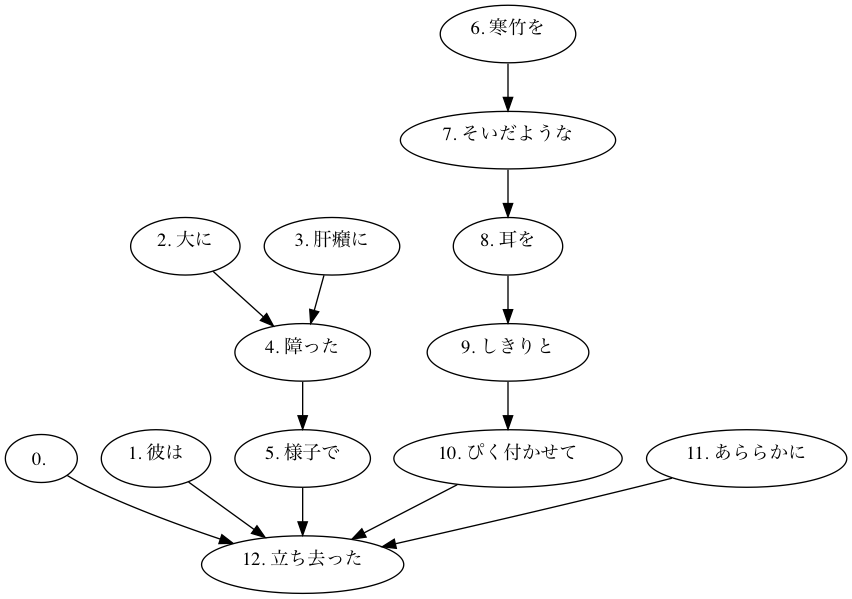 6. 寒竹を
7. そいだような
2. 大に
3. 肝癪に
8. 耳を
4. 障った
9. しきりと
0.
1. 彼は
5. 様子で
10. ぴく付かせて
11. あららかに
12. 立ち去った